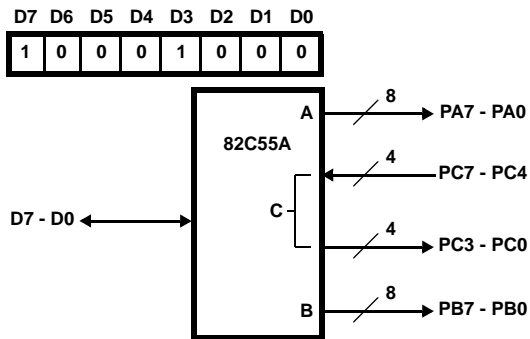 D7 D6 D5 D4 D3 D2 D1 D0
1 0 0 0 1 0 0 0
82C55A
A
8
PA7 - PA0
4
PC7 - PC4
C
D7 - D0
4
PC3 - PC0
B
8
PB7 - PB0